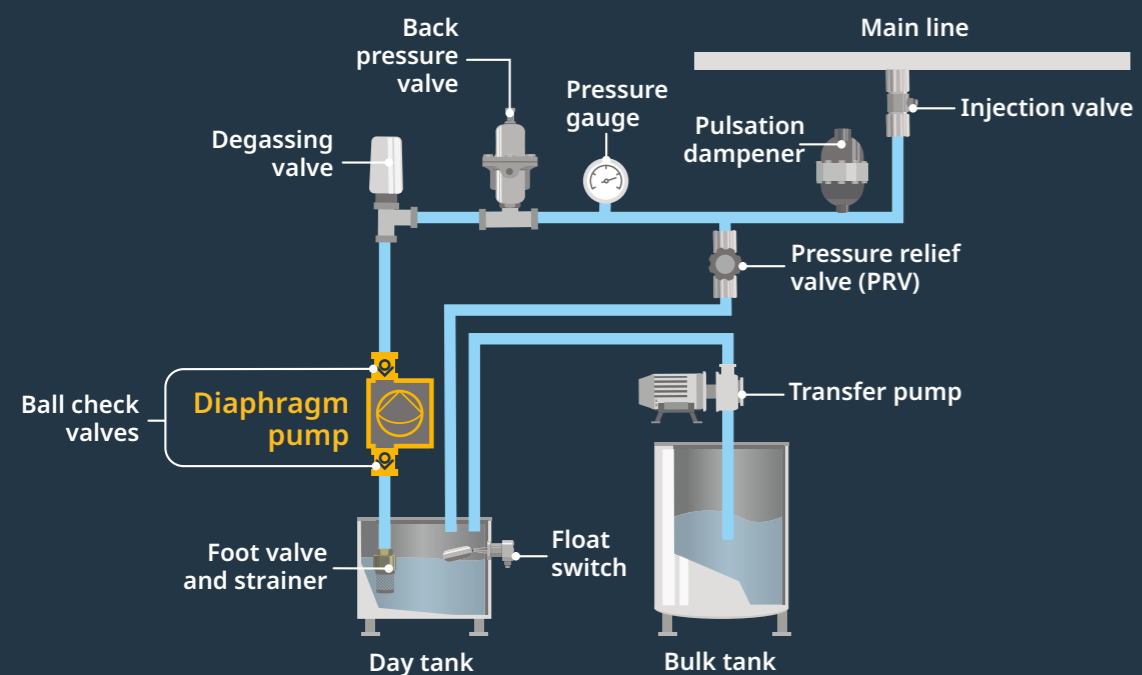 Back
pressure
valve
Main line
Pressure
gauge
Injection valve
Pulsation
dampener
Degassing
valve
Pressure relief
valve (PRV)
Transfer pump
Ball check
valves
Diaphragm
pump
Foot valve
and strainer
Float
switch
Day tank
Bulk tank